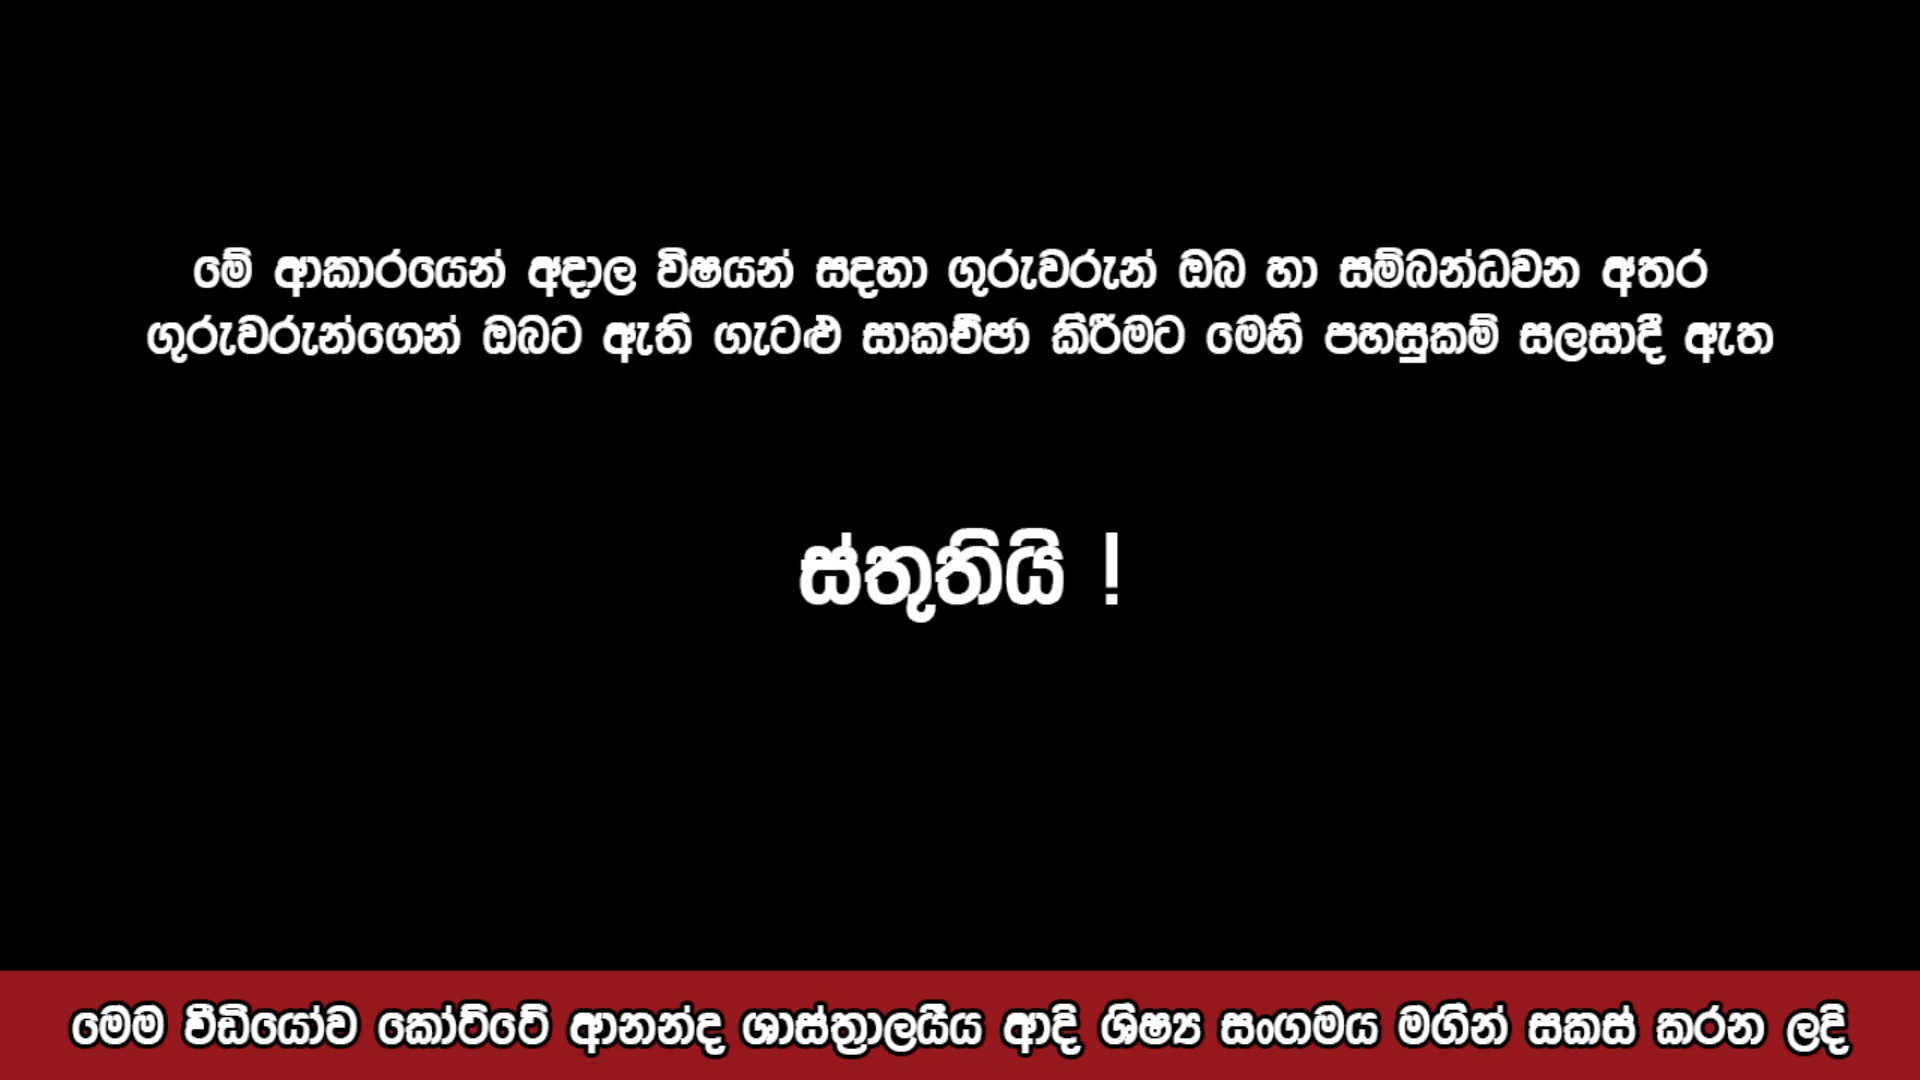 මේ ආකාරයෙන් අදාල විෂයන් සදහා ගුරුවරුන් ඔබ හා සම්බන්ධවන අතර
ගුරුවරුන්ගෙන් ඔබට ඇති ගැටළු සාකච්ඡා කිරීමට මෙහි පහසුකම් සලසාදී ඇත
ස්තුතියි !
මෙම වීඩියෝව කෝට්ටේ ආනන්ද ශාස්ත්‍රාලයීය ආදි ශිෂ්‍ය සංගමය මගින් සකස් කරන ලදි